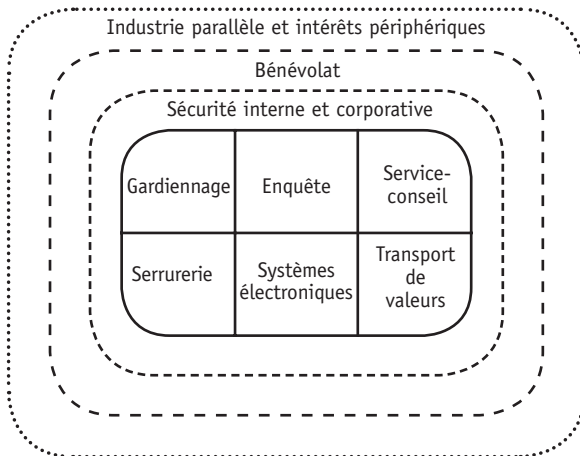 Industrie parallèle et intérêts périphériques
Bénévolat
Sécurité interne et corporative
Gardiennage
Enquête
Service-
conseil
Serrurerie
Systèmes
électroniques
Transport
de
valeurs